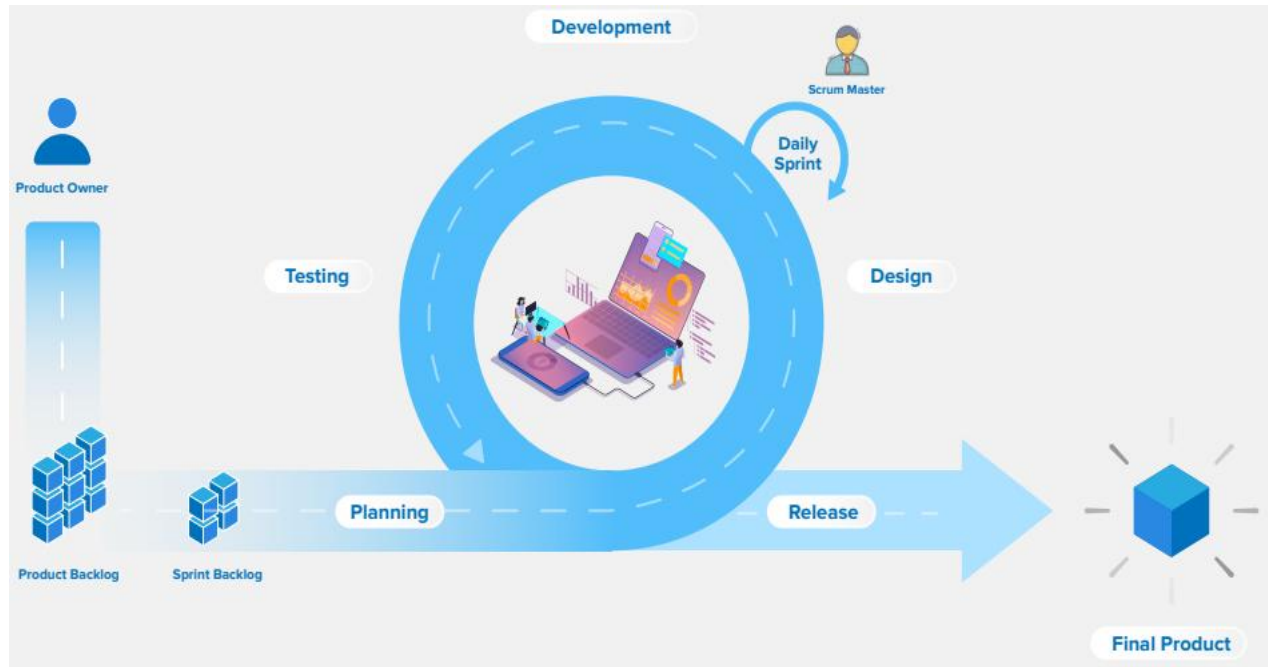 Development
Scrum Master
Daily
Sprint
Product Owner
Testing
Design
Planning
Release
Product Backlog
Sprint Backlog
Final Product